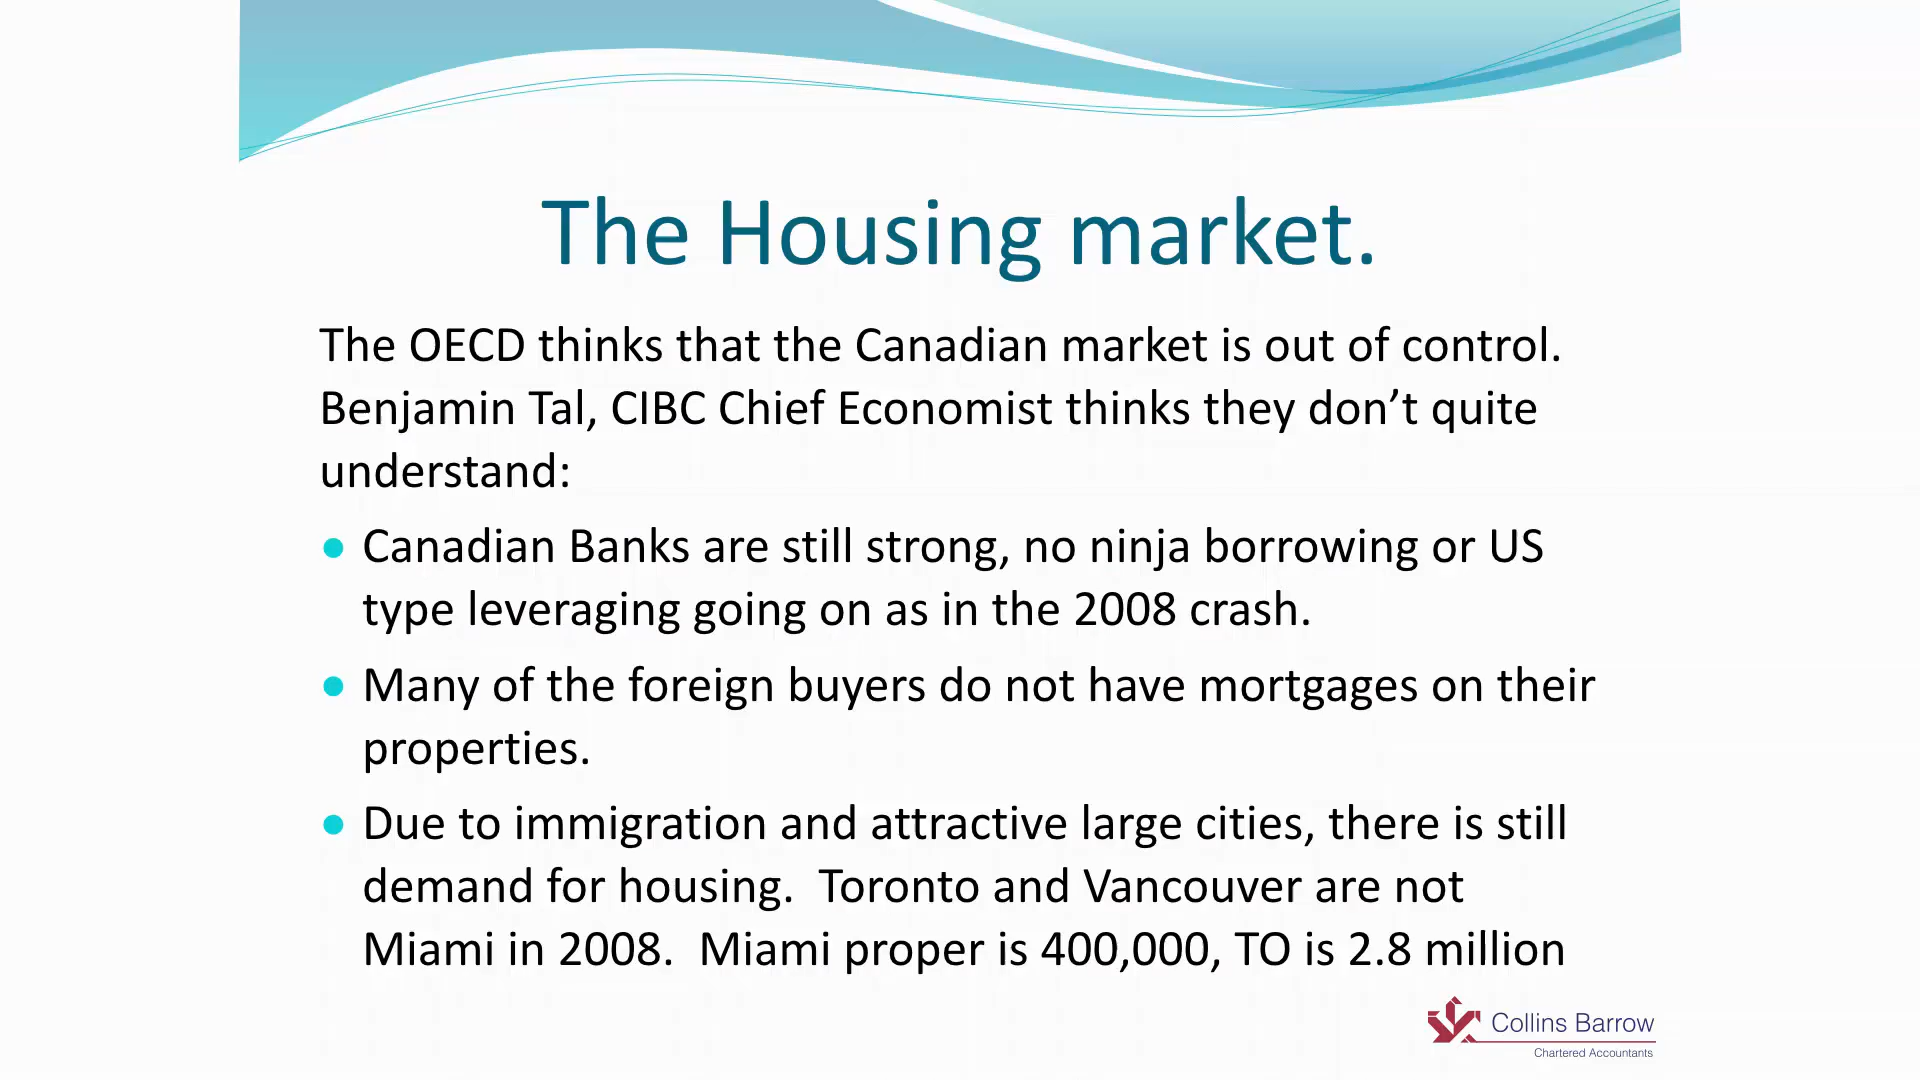 The Housing market.
The OECD thinks that the Canadian market is out of control.
Benjamin Tal, CIBC Chief Economist thinks they don’t quite
understand:
• Canadian Banks are still strong, no ninja borrowing or US
type leveraging going on as in the 2008 crash.
• Many of the foreign buyers do not have mortgages on their
properties.
• Due to immigration and attractive large cities, there is still
demand for housing.  Toronto and Vancouver are not
Miami in 2008.  Miami proper is 400,000, TO is 2.8 million
Collins Barrow
Chartered Accountants